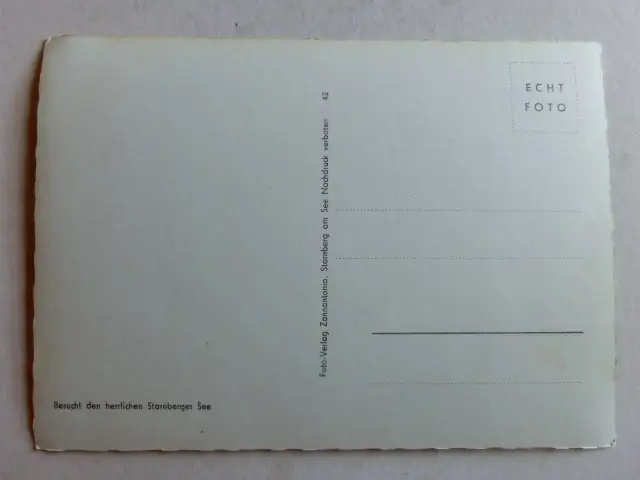 ECHT
FOTO
Foto-Verlag Zannantonio, Starnberg am See Nachdruck verboten 42
Besucht den herrlichen Starnberger See